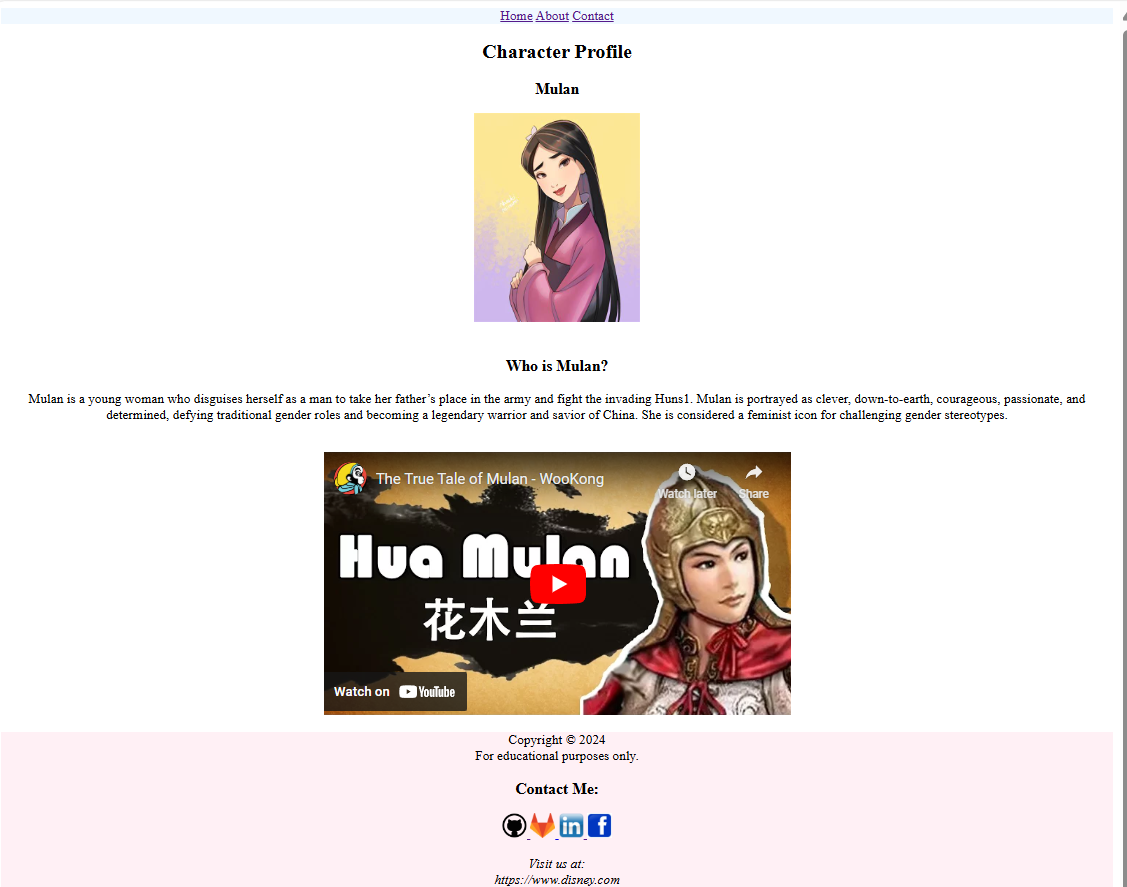 Home About Contact
Character Profile
Mulan
Who is Mulan?
Mulan is a young woman who disguises herself as a man to take her father’s place in the army and fight the invading Huns1. Mulan is portrayed as clever, down-to-earth, courageous, passionate, and
determined, defying traditional gender roles and becoming a legendary warrior and savior of China. She is considered a feminist icon for challenging gender stereotypes.
The True Tale of Mulan - WooKong
Watch later Share
Hua Mulan
花木兰
Watch on YouTube
Copyright © 2024
For educational purposes only.
Contact Me:
in f
Visit us at:
https://www.disney.com